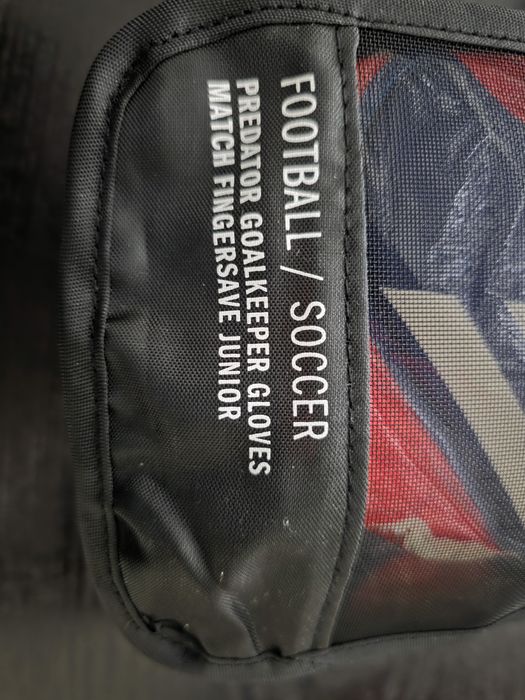 FOOTBALL / SOCCER
PREDATOR GOALKEEPER GLOVES
MATCH FINGERSAVE JUNIOR